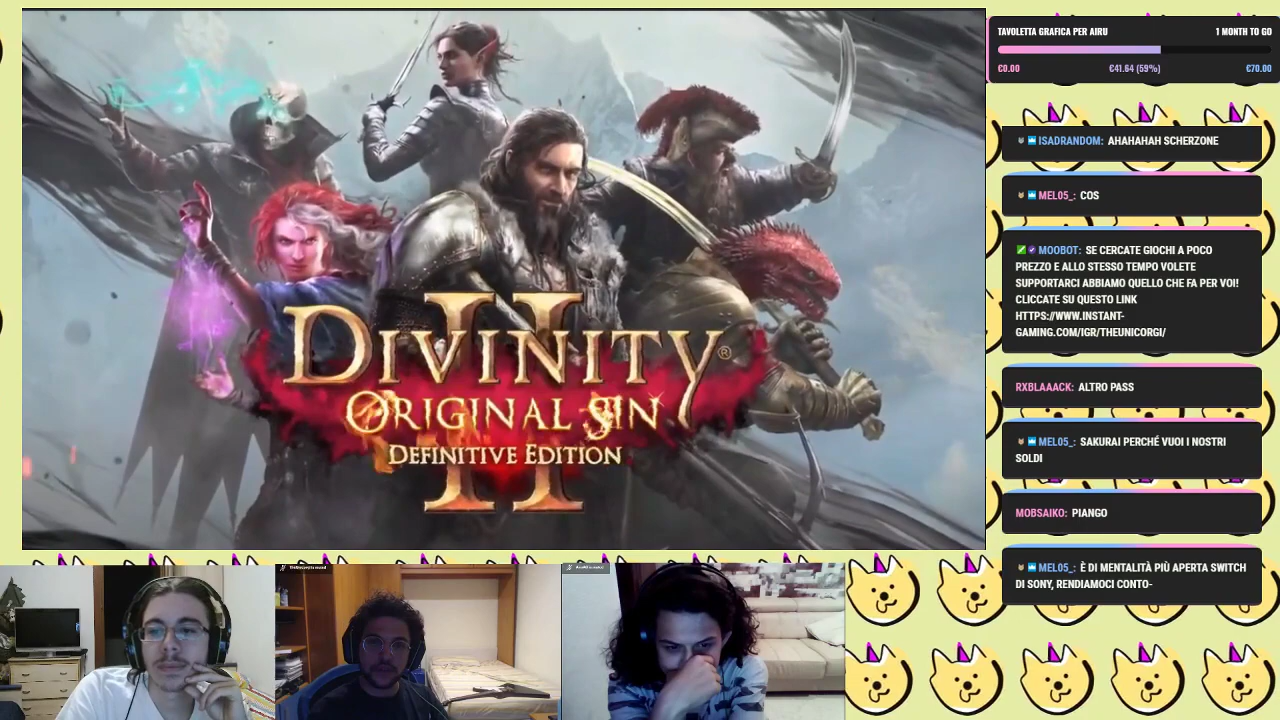 DIVINITY®
ORIGINAL SIN
II
DEFINITIVE EDITION
TAVOLETTA GRAFICA PER AIRU
1 MONTH TO GO
€0.00
€41.64 (59%)
€70.00
ISADRANDOM: AHAHAHAH SCHERZONE
MEL05_: COS
MOOBOT: SE CERCATE GIOCHI A POCO
PREZZO E ALLO STESSO TEMPO VOLETE
SUPPORTARCI ABBIAMO QUELLO CHE FA PER VOI!
CLICCATE SU QUESTO LINK
HTTPS://WWW.INSTANT-
GAMING.COM/IGR/THEUNICORGI/
RXBLAAACK: ALTRO PASS
MEL05_: SAKURAI PERCHÉ VUOI I NOSTRI
SOLDI
MOBSAIKO: PIANGO
MEL05_: È DI MENTALITÀ PIÙ APERTA SWITCH
DI SONY, RENDIAMOCI CONTO-